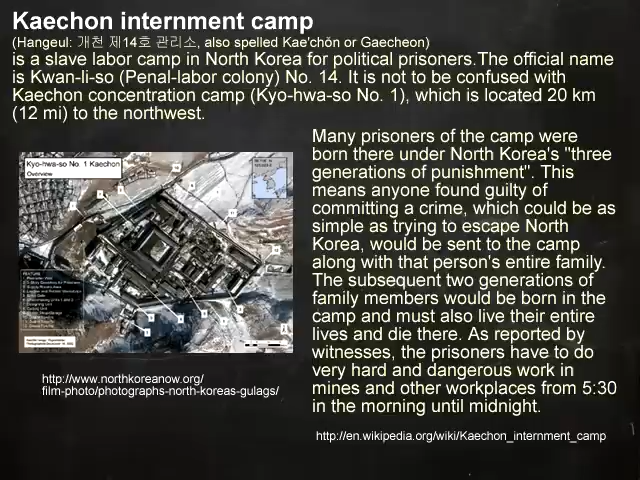 Kaechon internment camp
(Hangeul: 개천 제14호 관리소, also spelled Kae'chŏn or Gaecheon)
is a slave labor camp in North Korea for political prisoners.The official name
is Kwan-li-so (Penal-labor colony) No. 14. It is not to be confused with
Kaechon concentration camp (Kyo-hwa-so No. 1), which is located 20 km
(12 mi) to the northwest.
Many prisoners of the camp were
born there under North Korea's "three
generations of punishment". This
means anyone found guilty of
committing a crime, which could be as
simple as trying to escape North
Korea, would be sent to the camp
along with that person's entire family.
The subsequent two generations of
family members would be born in the
camp and must also live their entire
lives and die there. As reported by
witnesses, the prisoners have to do
very hard and dangerous work in
mines and other workplaces from 5:30
in the morning until midnight.
Kyo-hwa-so No. 1 Kaechon
Overview
http://www.northkoreanow.org/
film-photo/photographs-north-koreas-gulags/
http://en.wikipedia.org/wiki/Kaechon_internment_camp